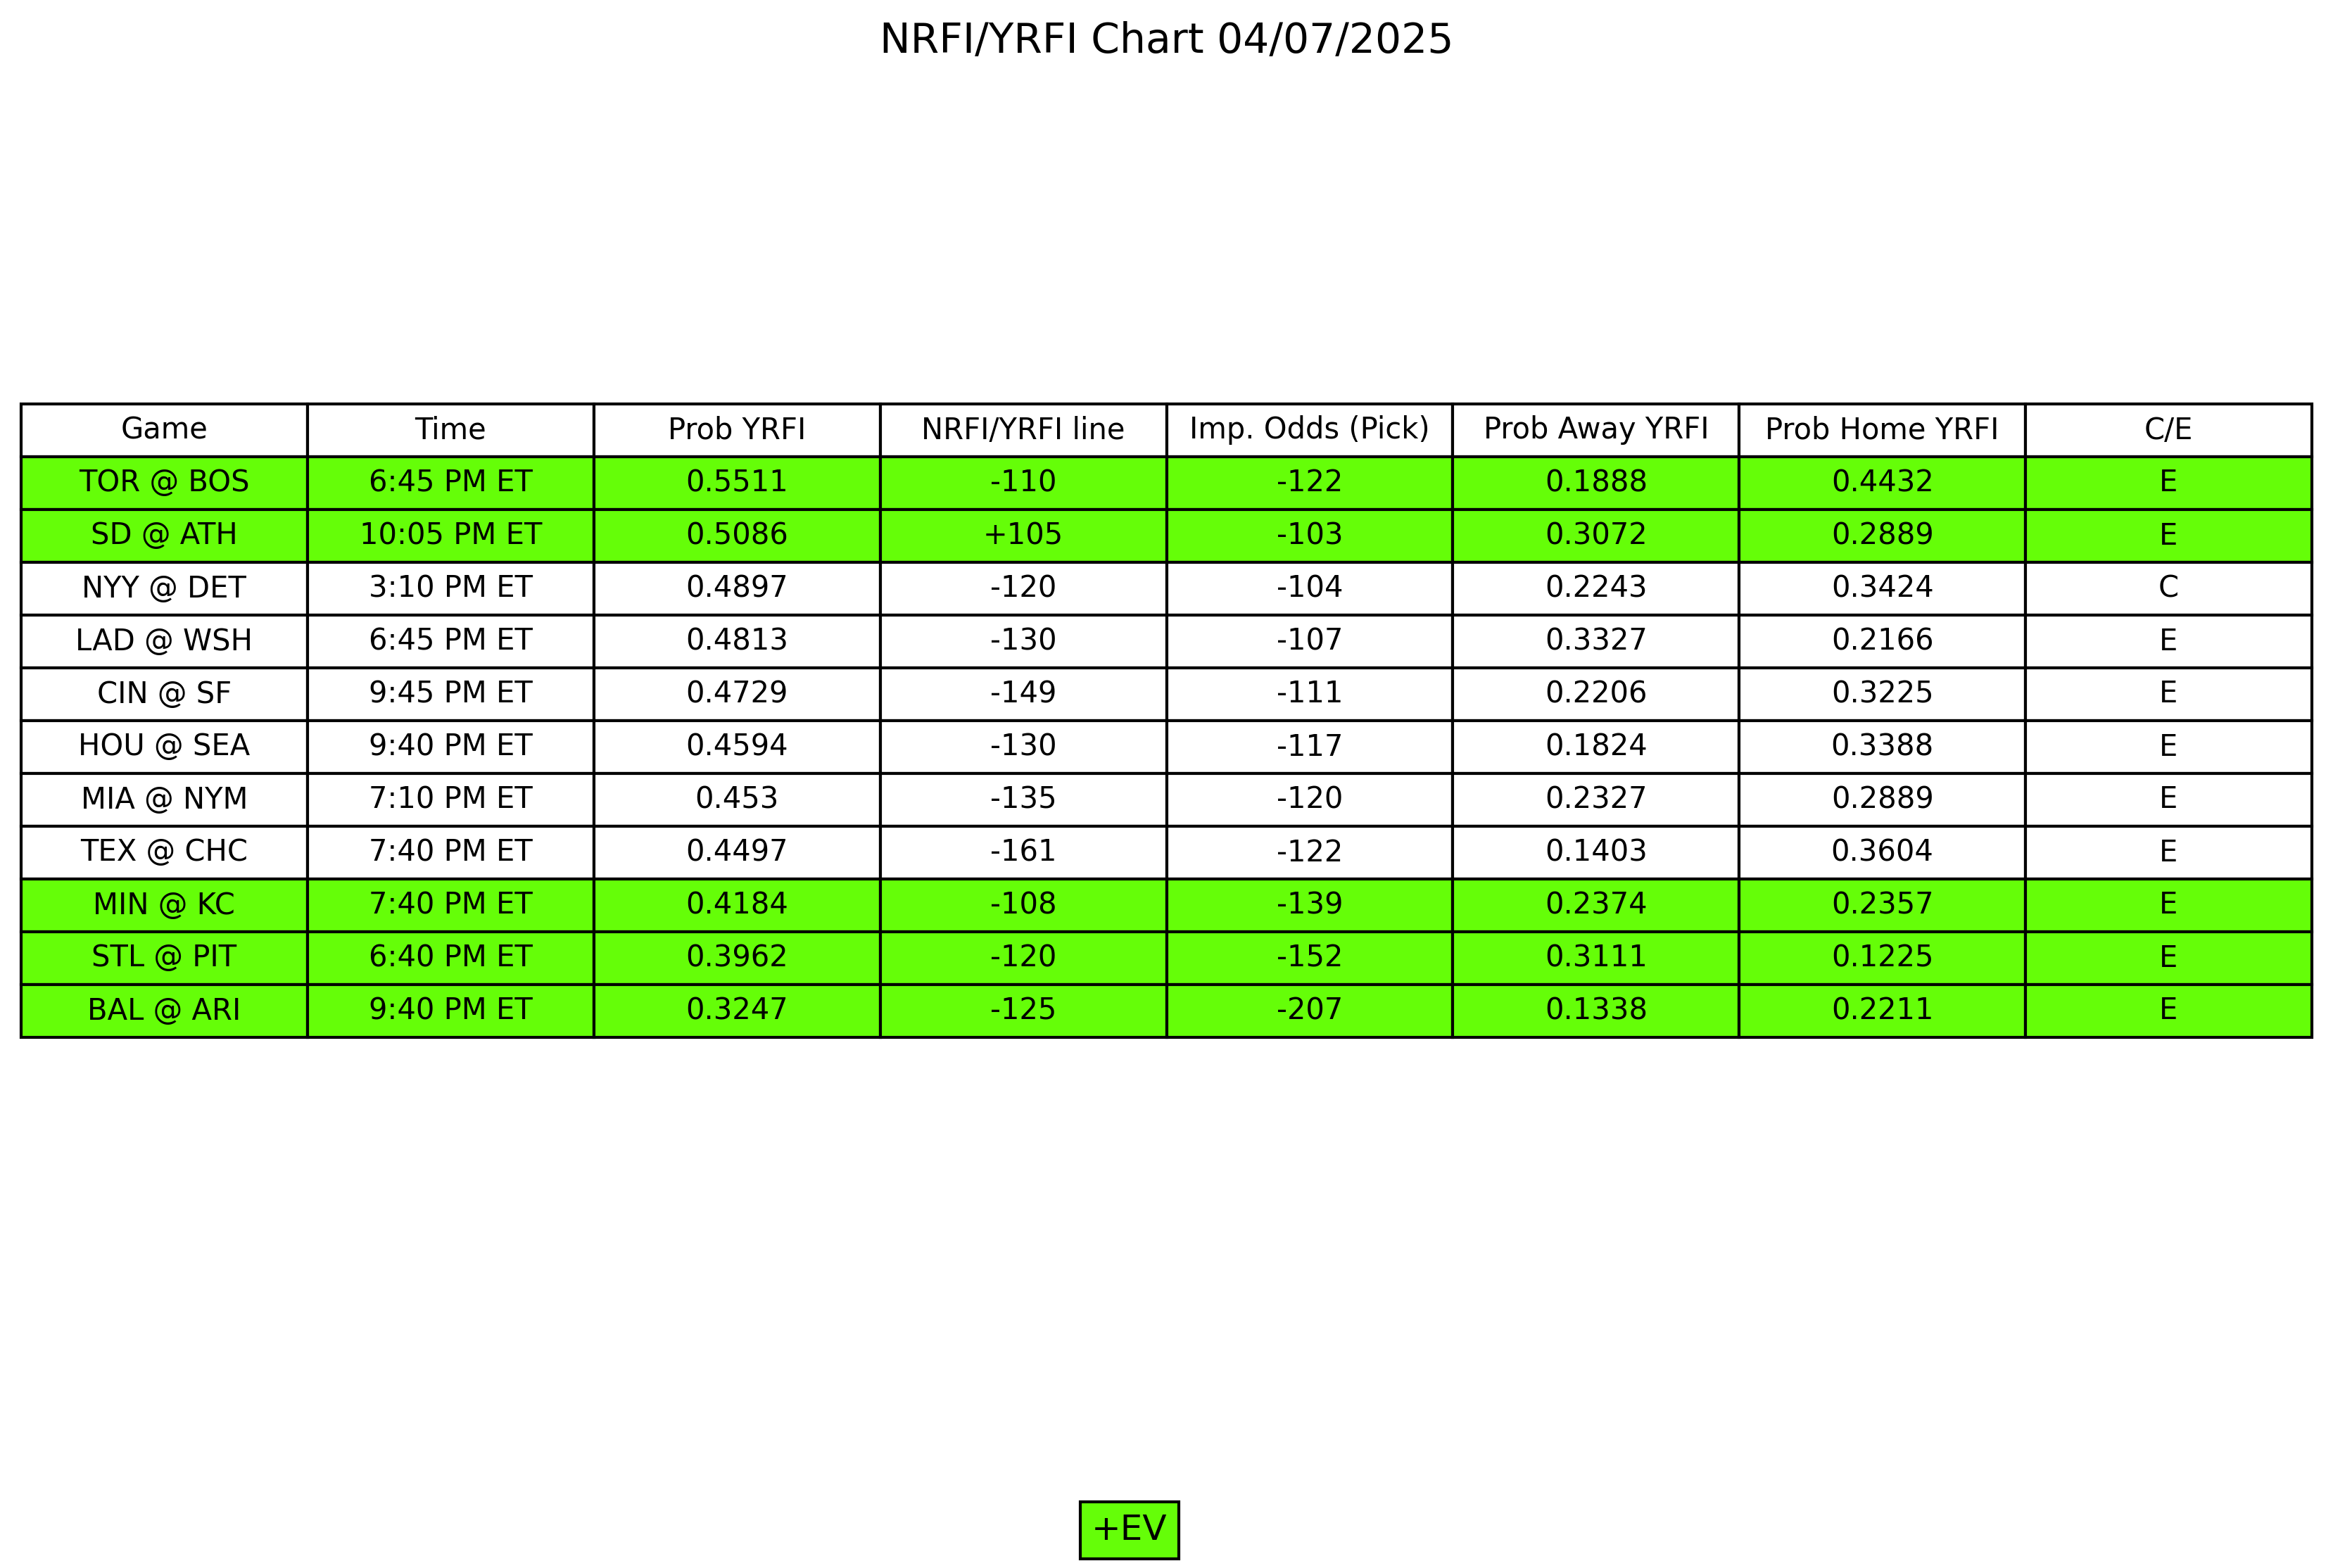 NRFI/YRFI Chart 04/07/2025
Game Time Prob YRFI NRFI/YRFI line Imp. Odds (Pick) Prob Away YRFI Prob Home YRFI C/E
TOR @ BOS 6:45 PM ET 0.5511 -110 -122 0.1888 0.4432 E
SD @ ATH 10:05 PM ET 0.5086 +105 -103 0.3072 0.2889 E
NYY @ DET 3:10 PM ET 0.4897 -120 -104 0.2243 0.3424 C
LAD @ WSH 6:45 PM ET 0.4813 -130 -107 0.3327 0.2166 E
CIN @ SF 9:45 PM ET 0.4729 -149 -111 0.2206 0.3225 E
HOU @ SEA 9:40 PM ET 0.4594 -130 -117 0.1824 0.3388 E
MIA @ NYM 7:10 PM ET 0.453 -135 -120 0.2327 0.2889 E
TEX @ CHC 7:40 PM ET 0.4497 -161 -122 0.1403 0.3604 E
MIN @ KC 7:40 PM ET 0.4184 -108 -139 0.2374 0.2357 E
STL @ PIT 6:40 PM ET 0.3962 -120 -152 0.3111 0.1225 E
BAL @ ARI 9:40 PM ET 0.3247 -125 -207 0.1338 0.2211 E
+EV